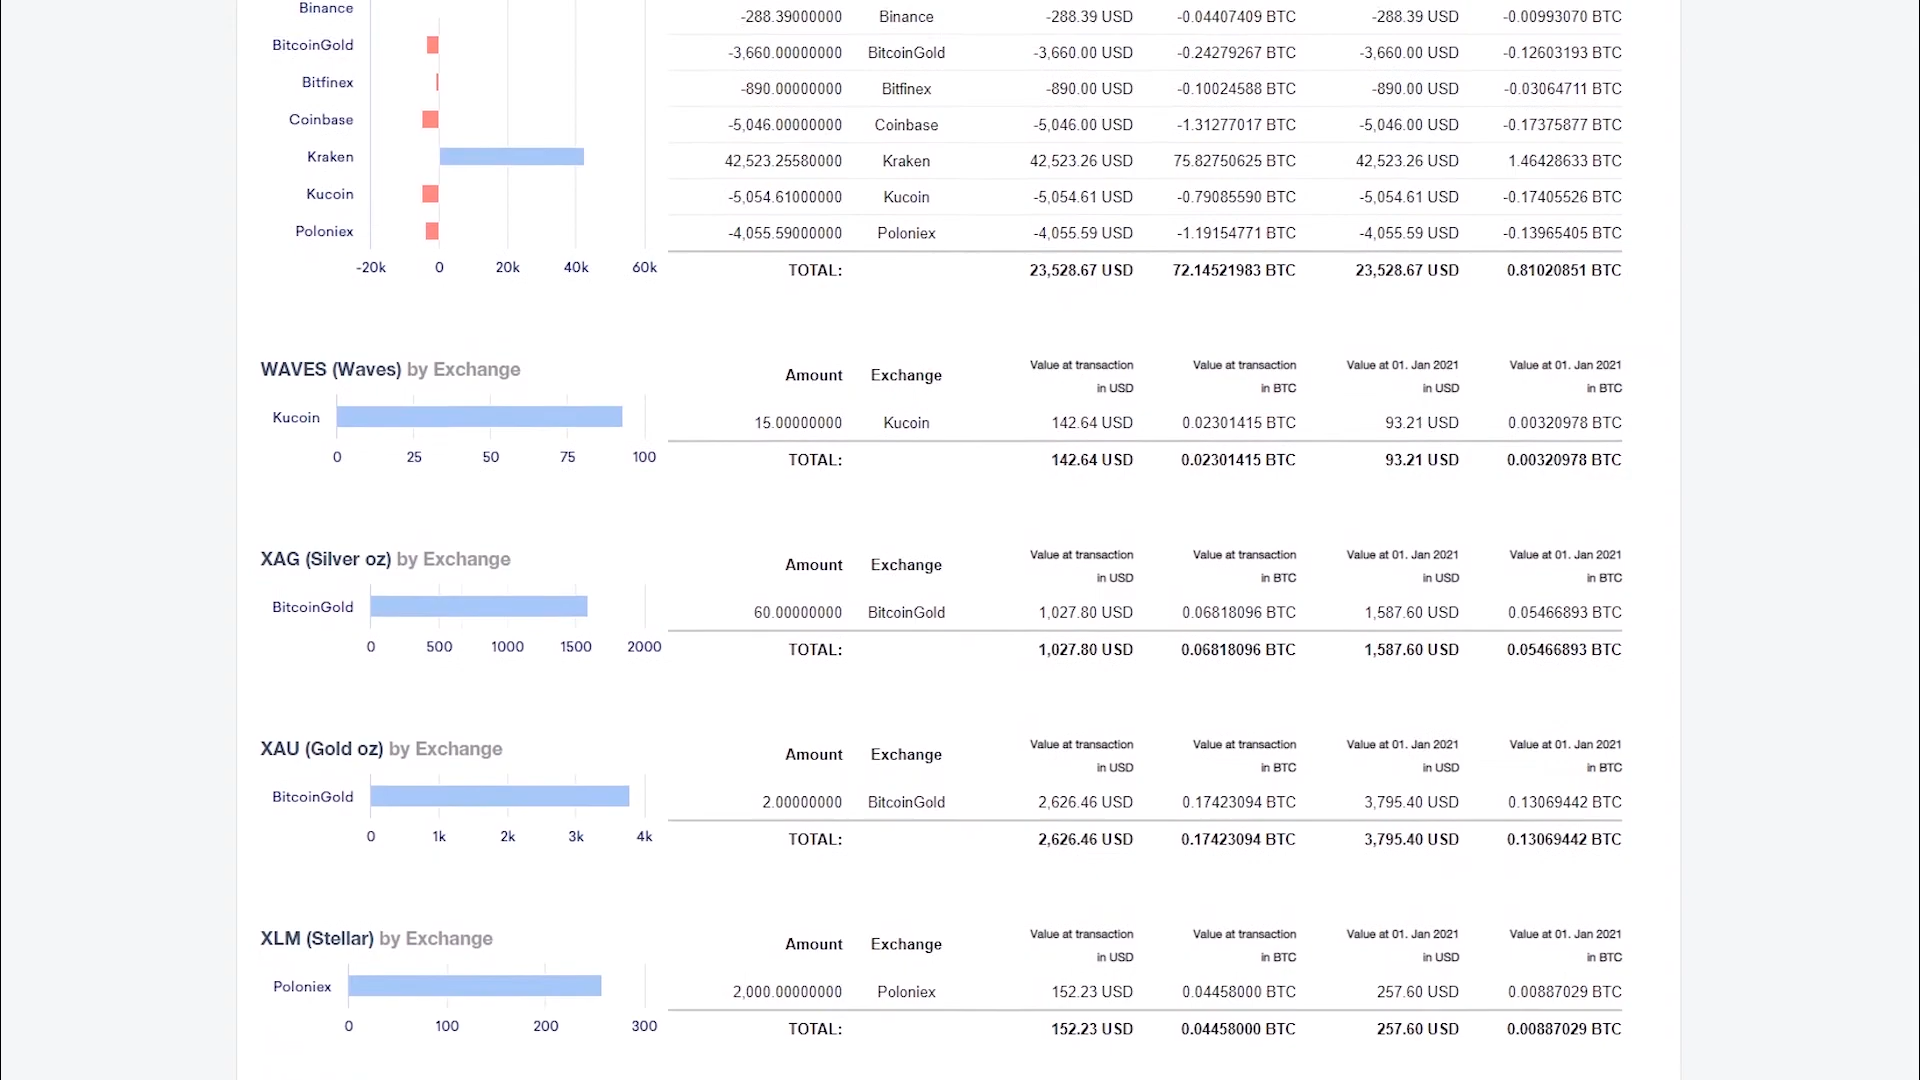 Binance
BitcoinGold
Bitfinex
Coinbase
Kraken
Kucoin
Poloniex
-20k 0 20k 40k 60k
-288.39000000 Binance -288.39 USD -0.04407409 BTC -288.39 USD -0.00993070 BTC
-3,660.00000000 BitcoinGold -3,660.00 USD -0.24279267 BTC -3,660.00 USD -0.12603193 BTC
-890.00000000 Bitfinex -890.00 USD -0.10024588 BTC -890.00 USD -0.03064711 BTC
-5,046.00000000 Coinbase -5,046.00 USD -1.31277017 BTC -5,046.00 USD -0.17375877 BTC
42,523.25580000 Kraken 42,523.26 USD 75.82750625 BTC 42,523.26 USD 1.46428633 BTC
-5,054.61000000 Kucoin -5,054.61 USD -0.79085590 BTC -5,054.61 USD -0.17405526 BTC
-4,055.59000000 Poloniex -4,055.59 USD -1.19154771 BTC -4,055.59 USD -0.13965405 BTC
TOTAL: 23,528.67 USD 72.14521983 BTC 23,528.67 USD 0.81020851 BTC
WAVES (Waves) by Exchange
Kucoin
0 25 50 75 100
Amount Exchange Value at transaction in USD Value at transaction in BTC Value at 01. Jan 2021 in USD Value at 01. Jan 2021 in BTC
15.00000000 Kucoin 142.64 USD 0.02301415 BTC 93.21 USD 0.00320978 BTC
TOTAL: 142.64 USD 0.02301415 BTC 93.21 USD 0.00320978 BTC
XAG (Silver oz) by Exchange
BitcoinGold
0 500 1000 1500 2000
Amount Exchange Value at transaction in USD Value at transaction in BTC Value at 01. Jan 2021 in USD Value at 01. Jan 2021 in BTC
60.00000000 BitcoinGold 1,027.80 USD 0.06818096 BTC 1,587.60 USD 0.05466893 BTC
TOTAL: 1,027.80 USD 0.06818096 BTC 1,587.60 USD 0.05466893 BTC
XAU (Gold oz) by Exchange
BitcoinGold
0 1k 2k 3k 4k
Amount Exchange Value at transaction in USD Value at transaction in BTC Value at 01. Jan 2021 in USD Value at 01. Jan 2021 in BTC
2.00000000 BitcoinGold 2,626.46 USD 0.17423094 BTC 3,795.40 USD 0.13069442 BTC
TOTAL: 2,626.46 USD 0.17423094 BTC 3,795.40 USD 0.13069442 BTC
XLM (Stellar) by Exchange
Poloniex
0 100 200 300
Amount Exchange Value at transaction in USD Value at transaction in BTC Value at 01. Jan 2021 in USD Value at 01. Jan 2021 in BTC
2,000.00000000 Poloniex 152.23 USD 0.04458000 BTC 257.60 USD 0.00887029 BTC
TOTAL: 152.23 USD 0.04458000 BTC 257.60 USD 0.00887029 BTC